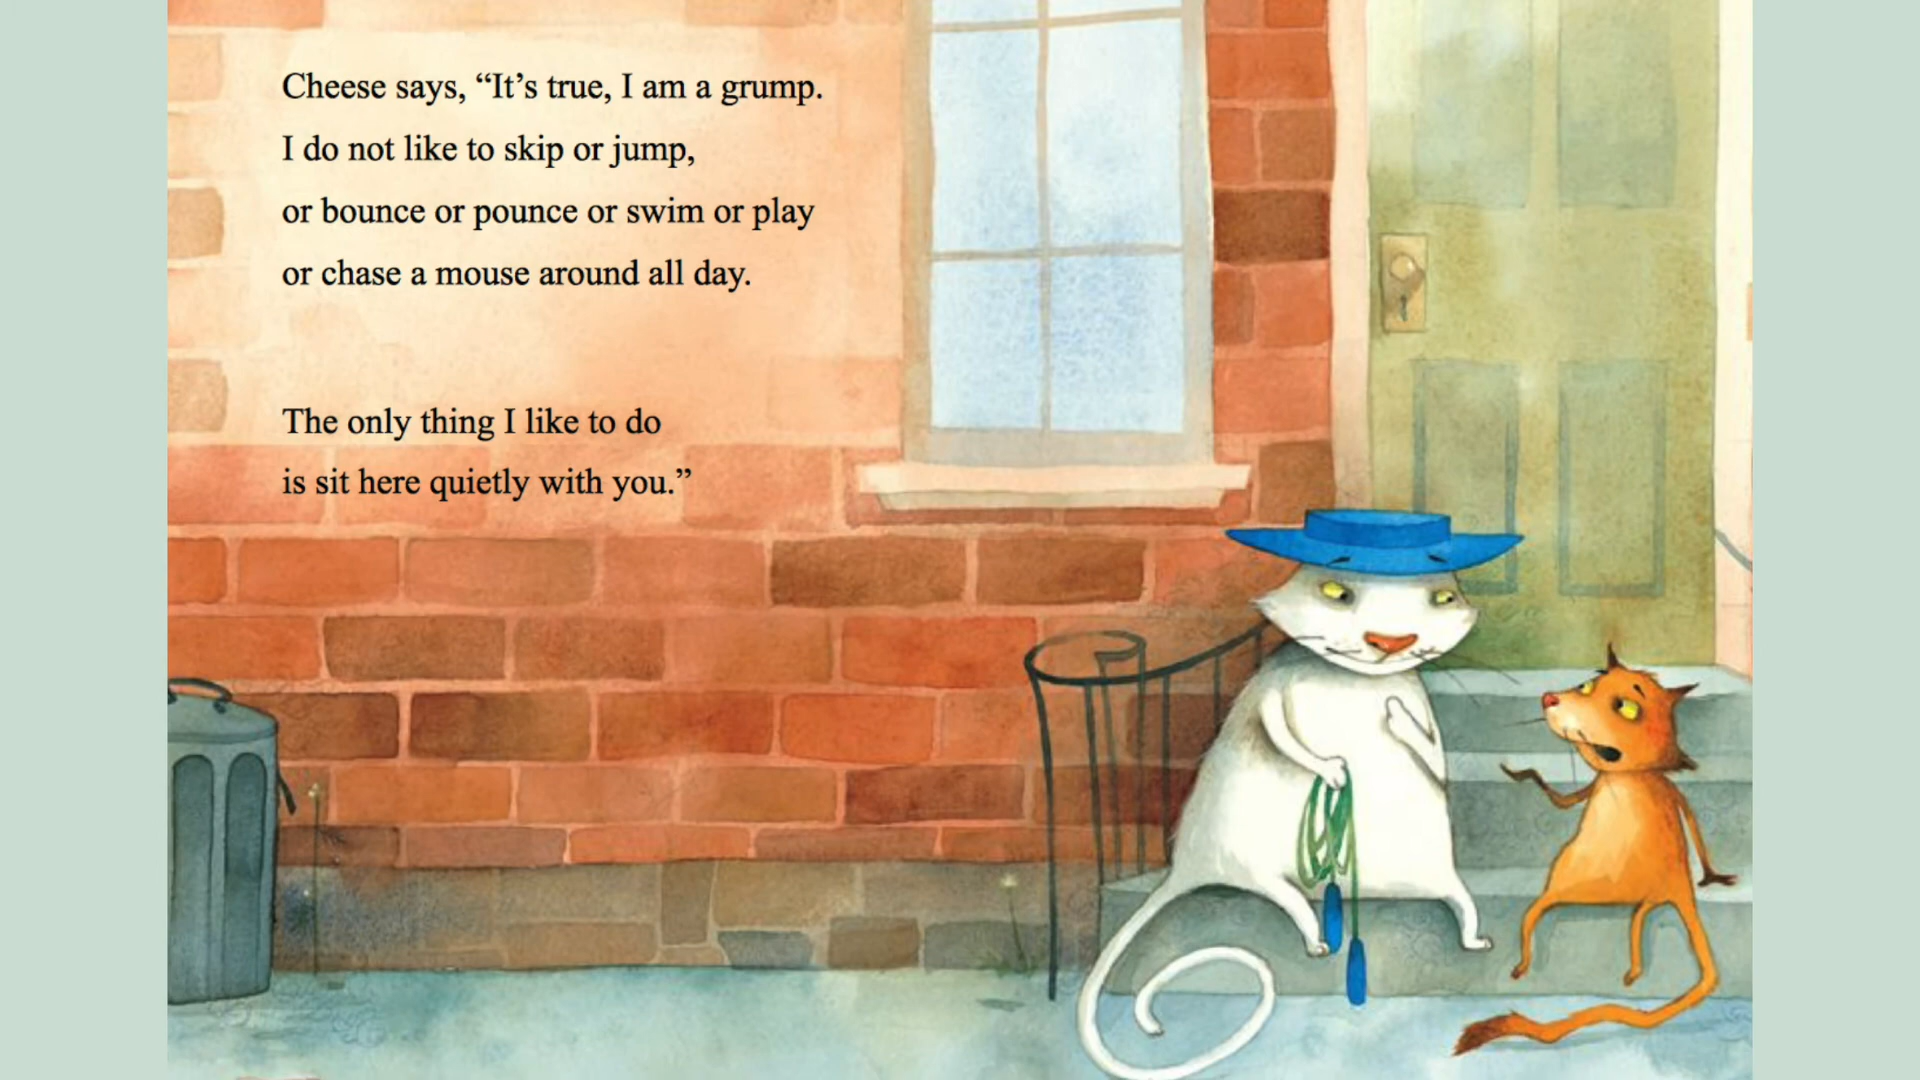 Cheese says, “It’s true, I am a grump.
I do not like to skip or jump,
or bounce or pounce or swim or play
or chase a mouse around all day.
The only thing I like to do
is sit here quietly with you.”